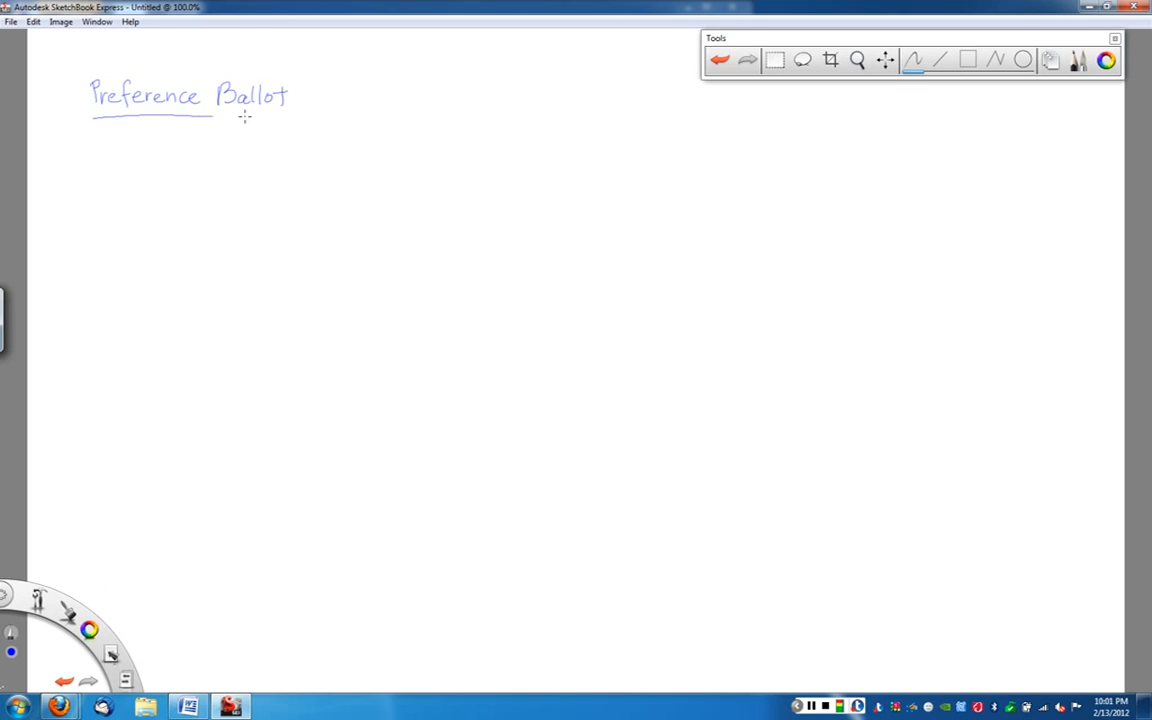 Autodesk SketchBook Express - Untitled @ 100.0%
File Edit Image Window Help
Tools
Preference Ballot
10:01 PM
2/13/2012